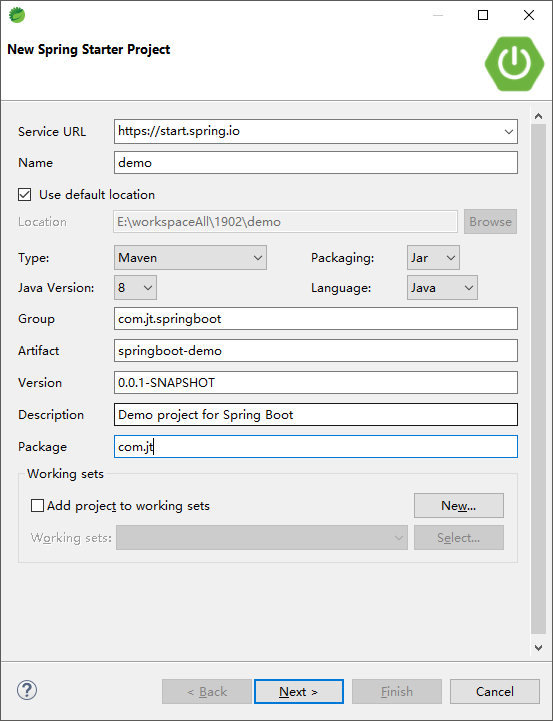 New Spring Starter Project
Service URL https://start.spring.io
Name demo
Use default location
Location E:\workspaceAll\1902\demo Browse
Type: Maven Packaging: Jar
Java Version: 8 Language: Java
Group com.jt.springboot
Artifact springboot-demo
Version 0.0.1-SNAPSHOT
Description Demo project for Spring Boot
Package com.jt
Working sets
Add project to working sets New...
Working sets: Select...
? < Back Next > Finish Cancel